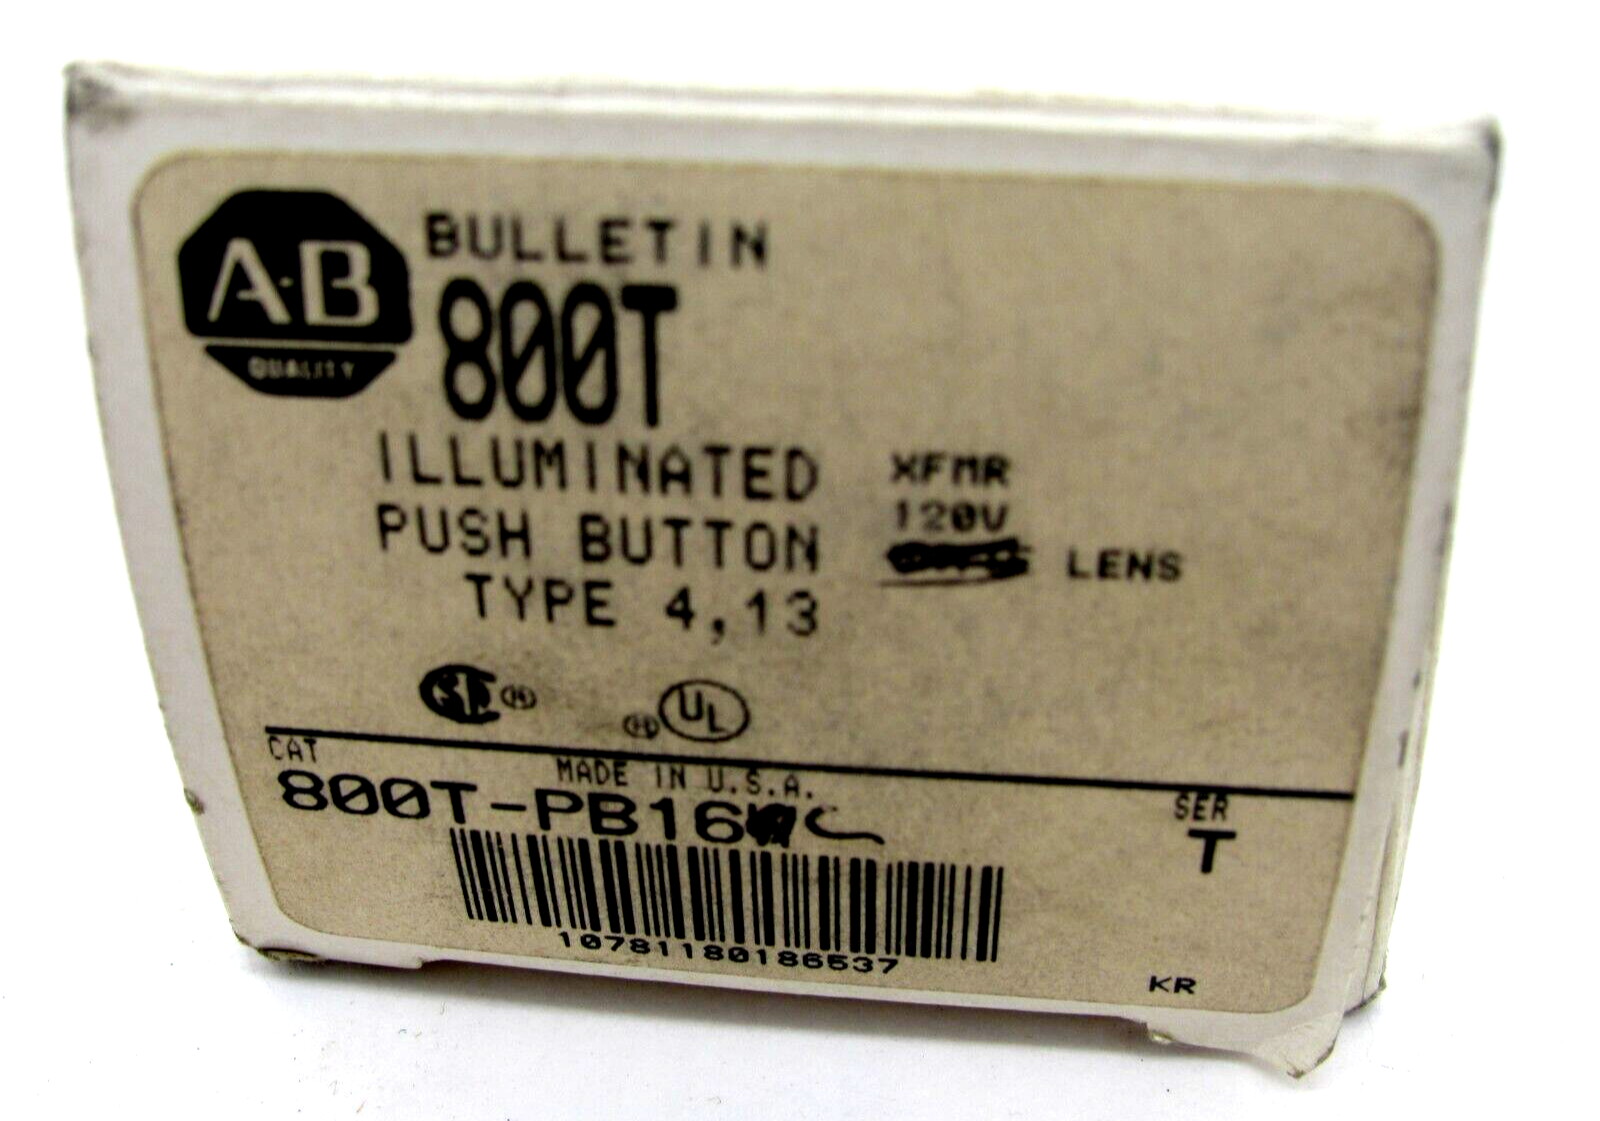 A-B
QUALITY
BULLETIN
800T
ILLUMINATED
PUSH BUTTON
TYPE 4,13
XFMR
120V
LENS
UL
CAT
MADE IN U.S.A.
800T-PB16 C
SER
T
10781180186537
KR